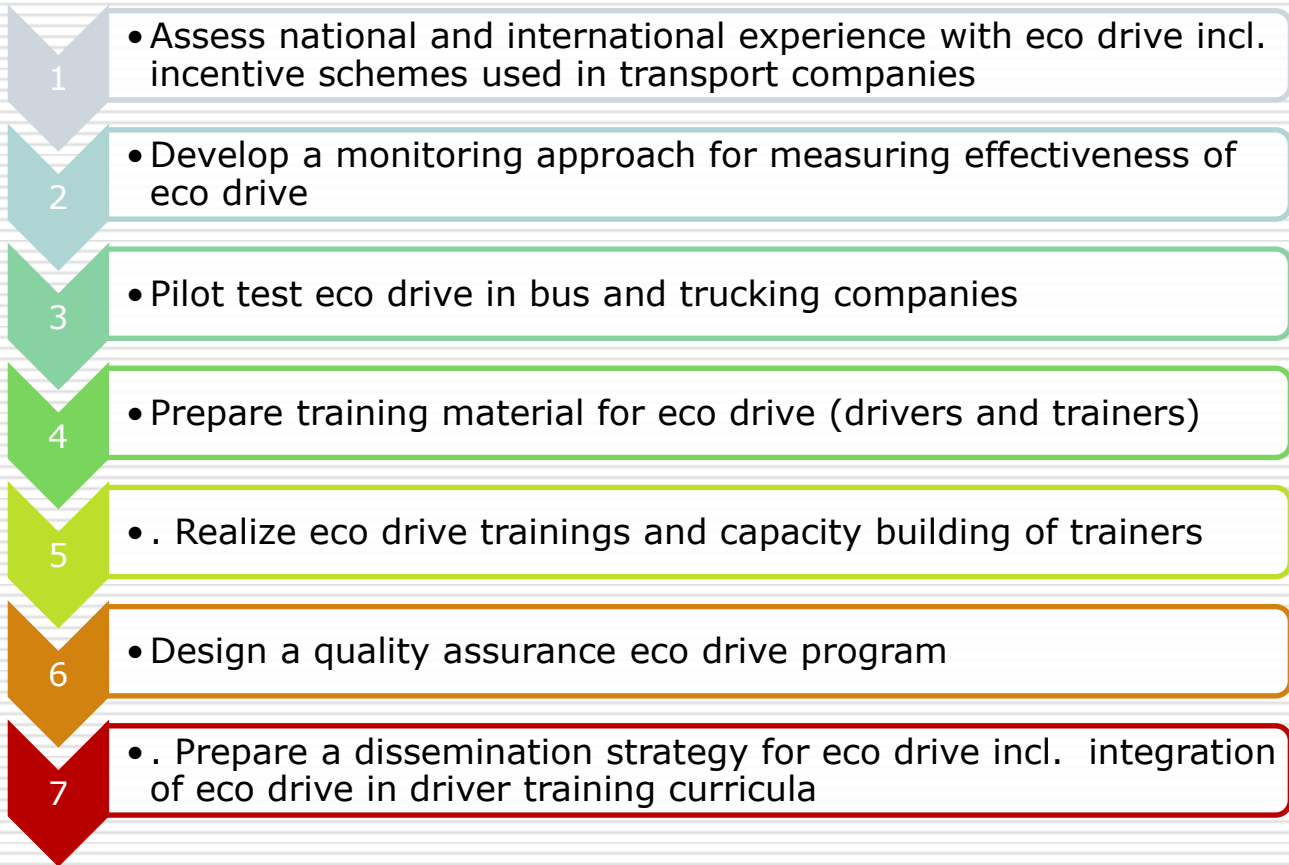 1
• Assess national and international experience with eco drive incl.
incentive schemes used in transport companies
2
• Develop a monitoring approach for measuring effectiveness of
eco drive
3
• Pilot test eco drive in bus and trucking companies
4
• Prepare training material for eco drive (drivers and trainers)
5
• . Realize eco drive trainings and capacity building of trainers
6
• Design a quality assurance eco drive program
7
• . Prepare a dissemination strategy for eco drive incl.  integration
of eco drive in driver training curricula